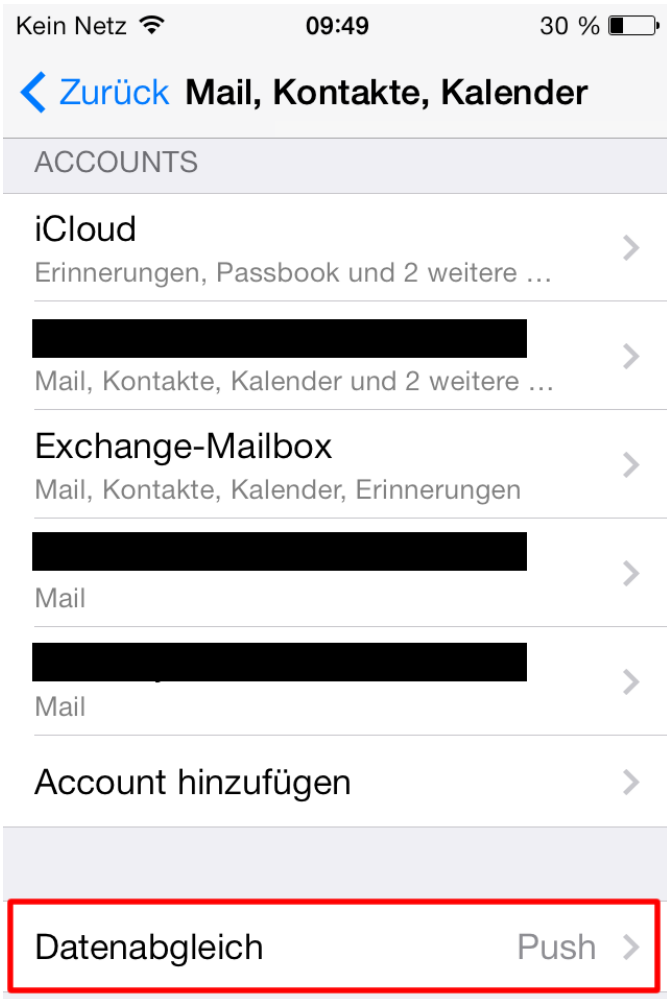 Kein Netz 09:49 30 %
Zurück Mail, Kontakte, Kalender
ACCOUNTS
iCloud
Erinnerungen, Passbook und 2 weitere ...
Mail, Kontakte, Kalender und 2 weitere ...
Exchange-Mailbox
Mail, Kontakte, Kalender, Erinnerungen
Mail
Mail
Account hinzufügen
Datenabgleich Push